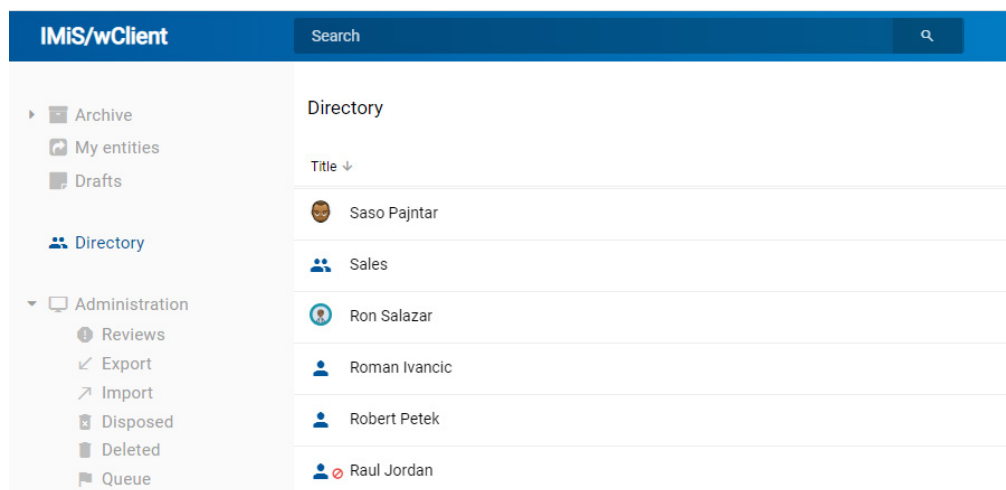 IMiS/wClient
Search
Archive
My entities
Drafts
Directory
Administration
Reviews
Export
Import
Disposed
Deleted
Queue
Directory
Title
Saso Pajntar
Sales
Ron Salazar
Roman Ivancic
Robert Petek
Raul Jordan